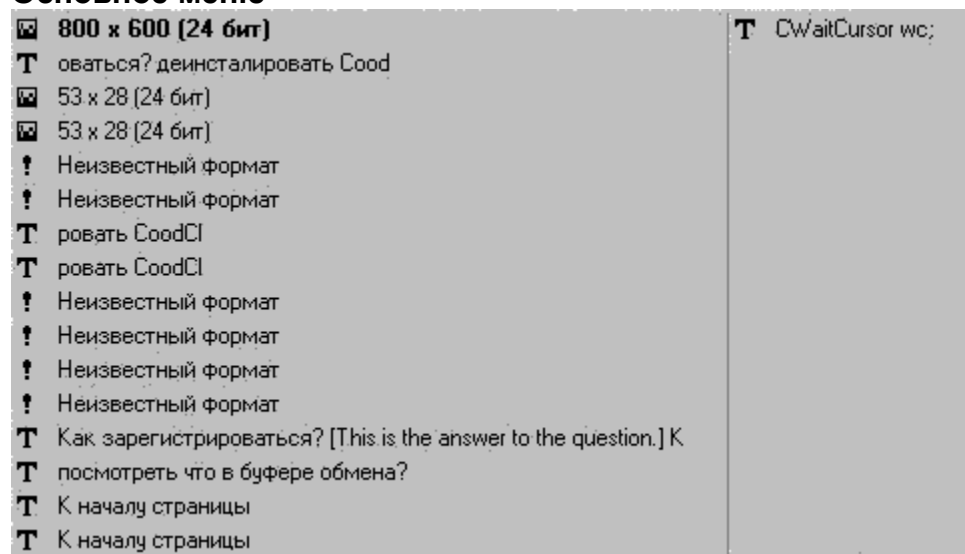 Основное меню
800 x 600 (24 бит)
оваться? деинсталировать Cood
53 x 28 (24 бит)
53 x 28 (24 бит)
Неизвестный формат
Неизвестный формат
ровать CoodCl
ровать CoodCl
Неизвестный формат
Неизвестный формат
Неизвестный формат
Неизвестный формат
Как зарегистрироваться? [This is the answer to the question.] К
посмотреть что в буфере обмена?
К началу страницы
К началу страницы
CWaitCursor wc;